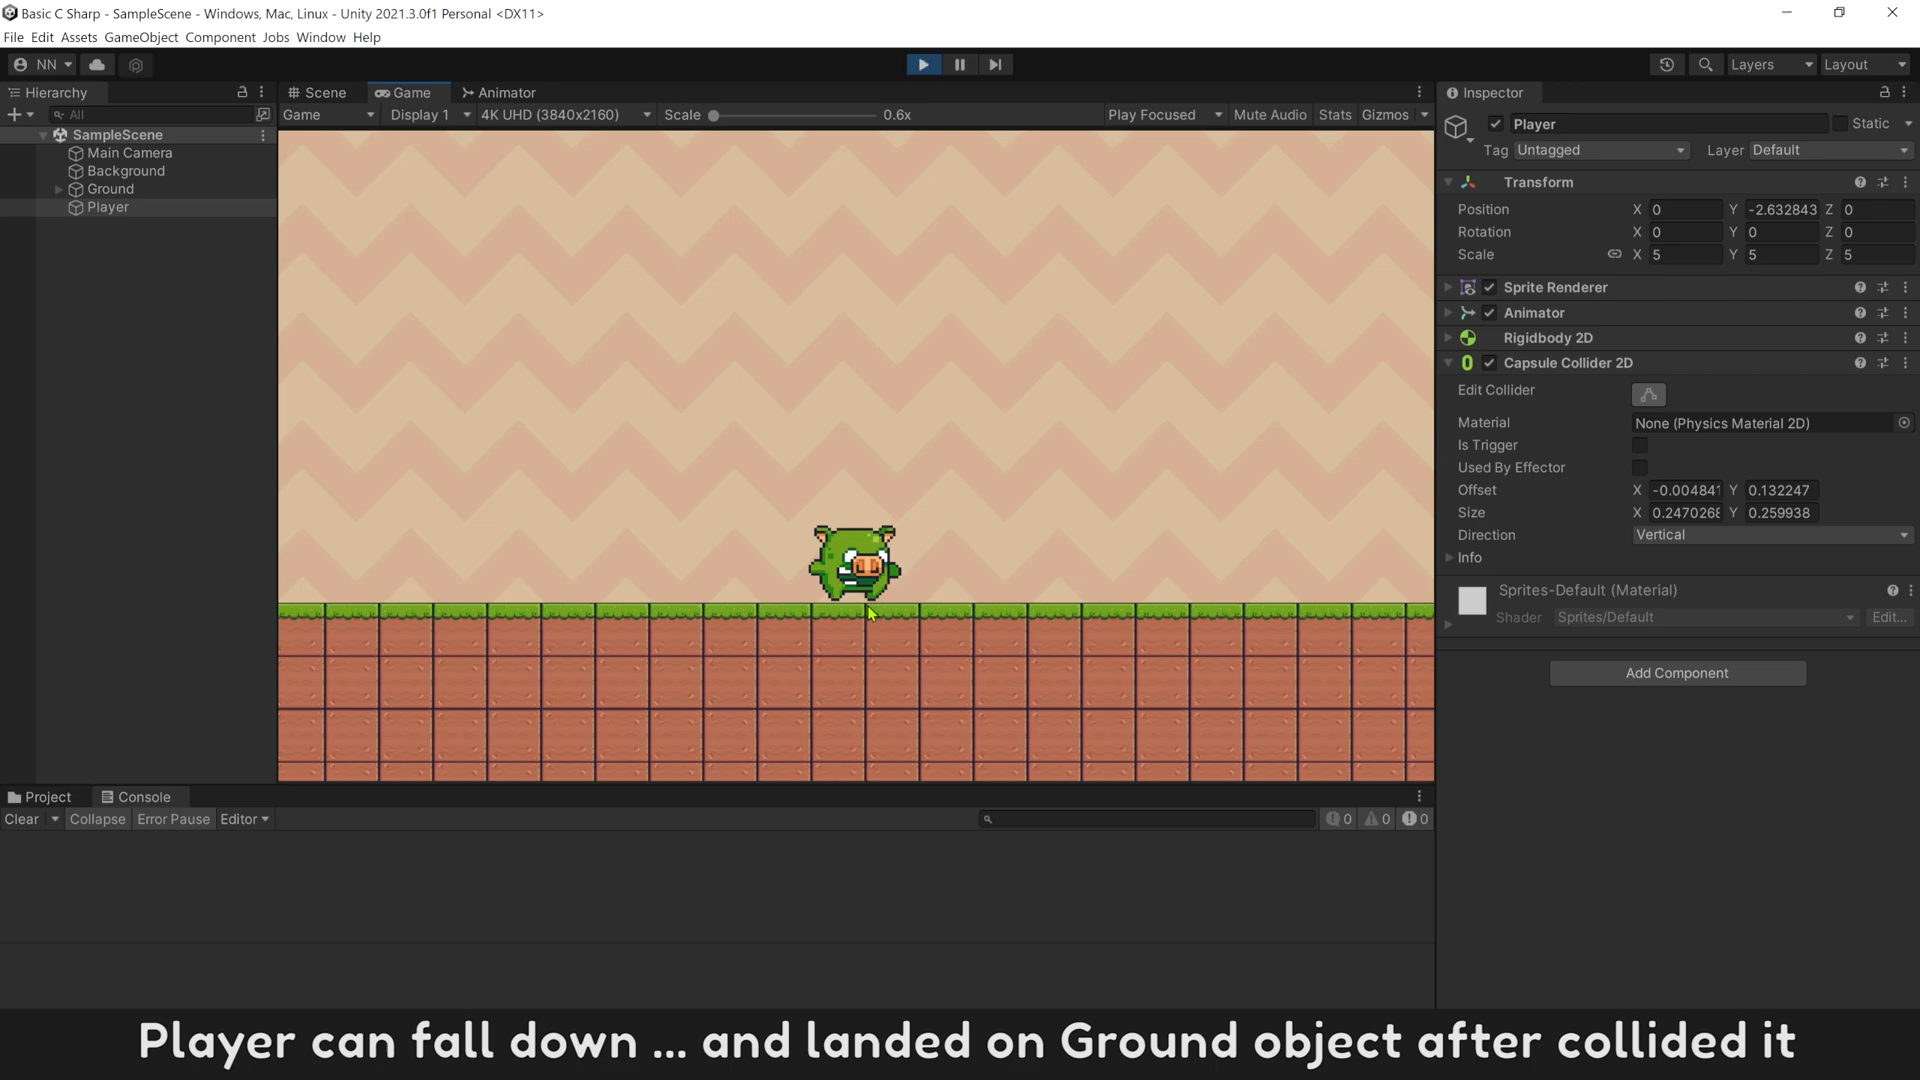 Basic C Sharp - SampleScene - Windows, Mac, Linux - Unity 2021.3.0f1 Personal <DX11>
File Edit Assets GameObject Component Jobs Window Help
NN Layers Layout
Hierarchy Scene Game Animator Inspector
All Game Display 1 4K UHD (3840x2160) Scale 0.6x Play Focused Mute Audio Stats Gizmos
SampleScene
Main Camera
Background
Ground
Player
Player Static
Tag Untagged Layer Default
Transform
Position X 0 Y -2.632843 Z 0
Rotation X 0 Y 0 Z 0
Scale X 5 Y 5 Z 5
Sprite Renderer
Animator
Rigidbody 2D
Capsule Collider 2D
Edit Collider
Material None (Physics Material 2D)
Is Trigger
Used By Effector
Offset X -0.004841 Y 0.132247
Size X 0.247026 Y 0.259938
Direction Vertical
Info
Sprites-Default (Material)
Shader Sprites/Default Edit...
Add Component
Project Console
Clear Collapse Error Pause Editor 0 0 0
Player can fall down ... and landed on Ground object after collided it